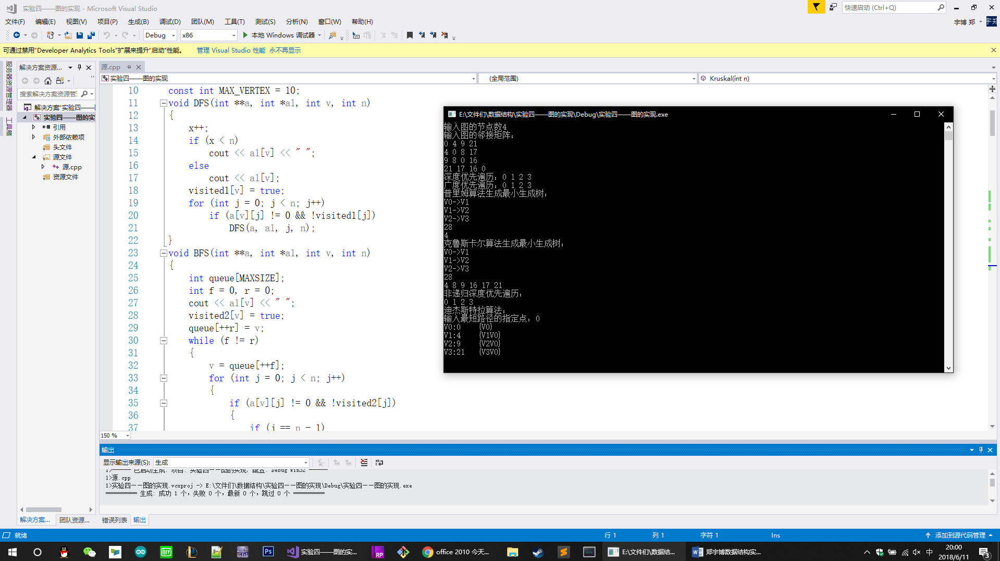 实验四——图的实现 - Microsoft Visual Studio
快速启动 (Ctrl+Q)
文件(F) 编辑(E) 视图(V) 项目(P) 生成(B) 调试(D) 团队(M) 工具(T) 测试(S) 分析(N) 窗口(W) 帮助(H)
宇博 郑
宇郑
Debug x86 本地 Windows 调试器
可通过禁用“Developer Analytics Tools”扩展来提升“启动”性能。 管理 Visual Studio 性能 永不再显示
服务器资源管理器
工具箱
解决方案资源...
搜索解决方案资源管理
解决方案“实验四——
实验四——图的实
引用
外部依赖项
头文件
源文件
源.cpp
资源文件
源.cpp
实验四——图的实现 (全局范围) Kruskal(int n)
10 const int MAX_VERTEX = 10;
11 void DFS(int **a, int *a1, int v, int n)
12 {
13 x++;
14 if (x < n)
15 cout << a1[v] << " ";
16 else
17 cout << a1[v];
18 visited1[v] = true;
19 for (int j = 0; j < n; j++)
20 if (a[v][j] != 0 && !visited1[j])
21 DFS(a, a1, j, n);
22 }
23 void BFS(int **a, int *a1, int v, int n)
24 {
25 int queue[MAXSIZE];
26 int f = 0, r = 0;
27 cout << a1[v] << " ";
28 visited2[v] = true;
29 queue[++r] = v;
30 while (f != r)
31 {
32 v = queue[++f];
33 for (int j = 0; j < n; j++)
34 {
35 if (a[v][j] != 0 && !visited2[j])
36 {
37 if (j == n - 1)
150 %
E:\文件们\数据结构\实验四——图的实现\Debug\实验四——图的实现.exe
输入图的节点数4
输入图的邻接矩阵：
0 4 9 21
4 0 8 17
9 8 0 16
21 17 16 0
深度优先遍历：0 1 2 3
广度优先遍历：0 1 2 3
普里姆算法生成最小生成树：
V0->V1
V1->V2
V2->V3
28
4
克鲁斯卡尔算法生成最小生成树：
V0->V1
V1->V2
V2->V3
28
4 8 9 16 17 21
非递归深度优先遍历：
0 1 2 3
迪杰斯特拉算法：
输入最短路径的指定点：0
V0:0 {V0}
V1:4 {V1V0}
V2:9 {V2V0}
V3:21 {V3V0}
输出
显示输出来源(S): 生成
1>------ 已启动生成: 项目: 实验四——图的实现, 配置: Debug Win32 ------
1>源.cpp
1>实验四——图的实现.vcxproj -> E:\文件们\数据结构\实验四——图的实现\Debug\实验四——图的实现.exe
========== 生成: 成功 1 个，失败 0 个，最新 0 个，跳过 0 个 ==========
解决方案... 团队资源... 错误列表 输出
就绪 行 1 列 1 字符 1 Ins 添加到源代码管理
实验四——图的实... office 2010 今天... E:\文件们\数据结... 郑宇博数据结构实...
中
20:00
2018/6/11
3